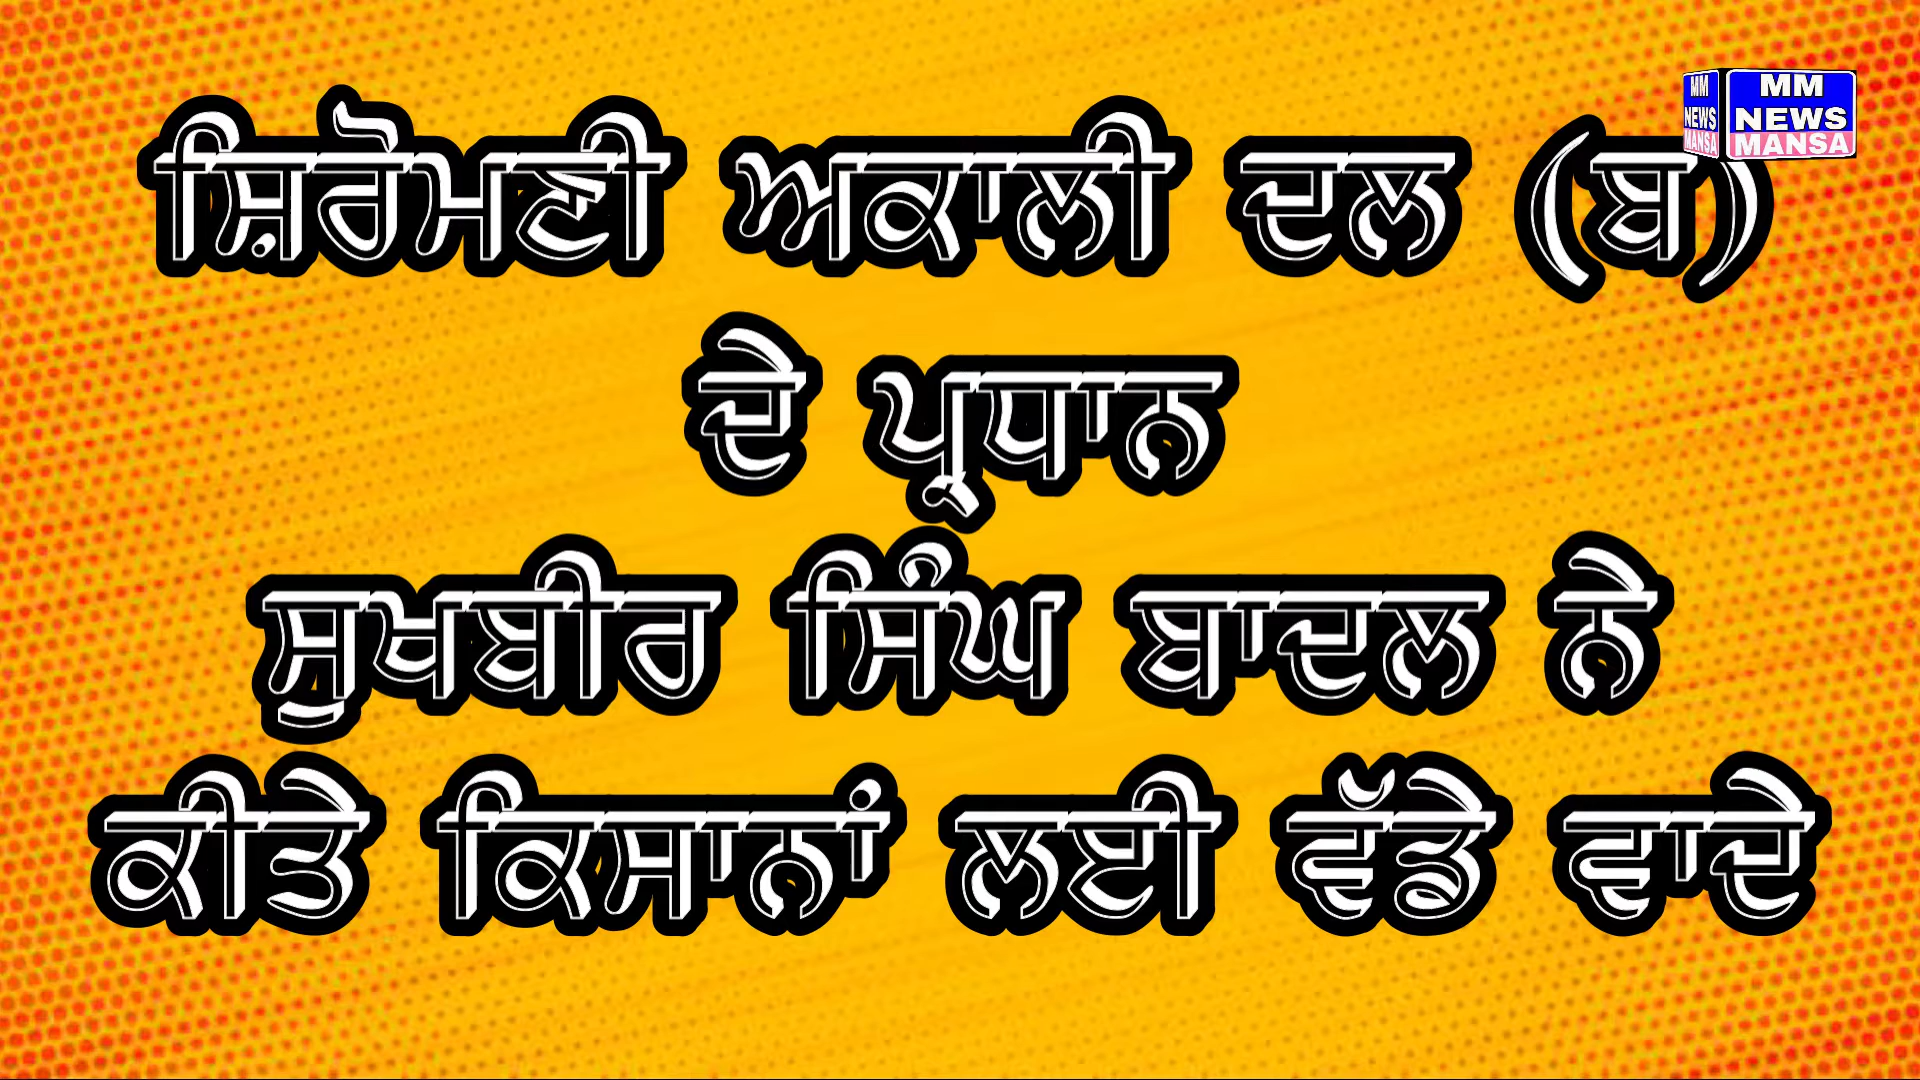 MM
NEWS
MANSA
MM
NEWS
MANSA
ਸ਼ਿਰੋਮਣੀ ਅਕਾਲੀ ਦਲ (ਬ)
ਦੇ ਪ੍ਰਧਾਨ
ਸੁਖਬੀਰ ਸਿੰਘ ਬਾਦਲ ਨੇ
ਕੀਤੇ ਕਿਸਾਨਾਂ ਲਈ ਵੱਡੇ ਵਾਦੇ